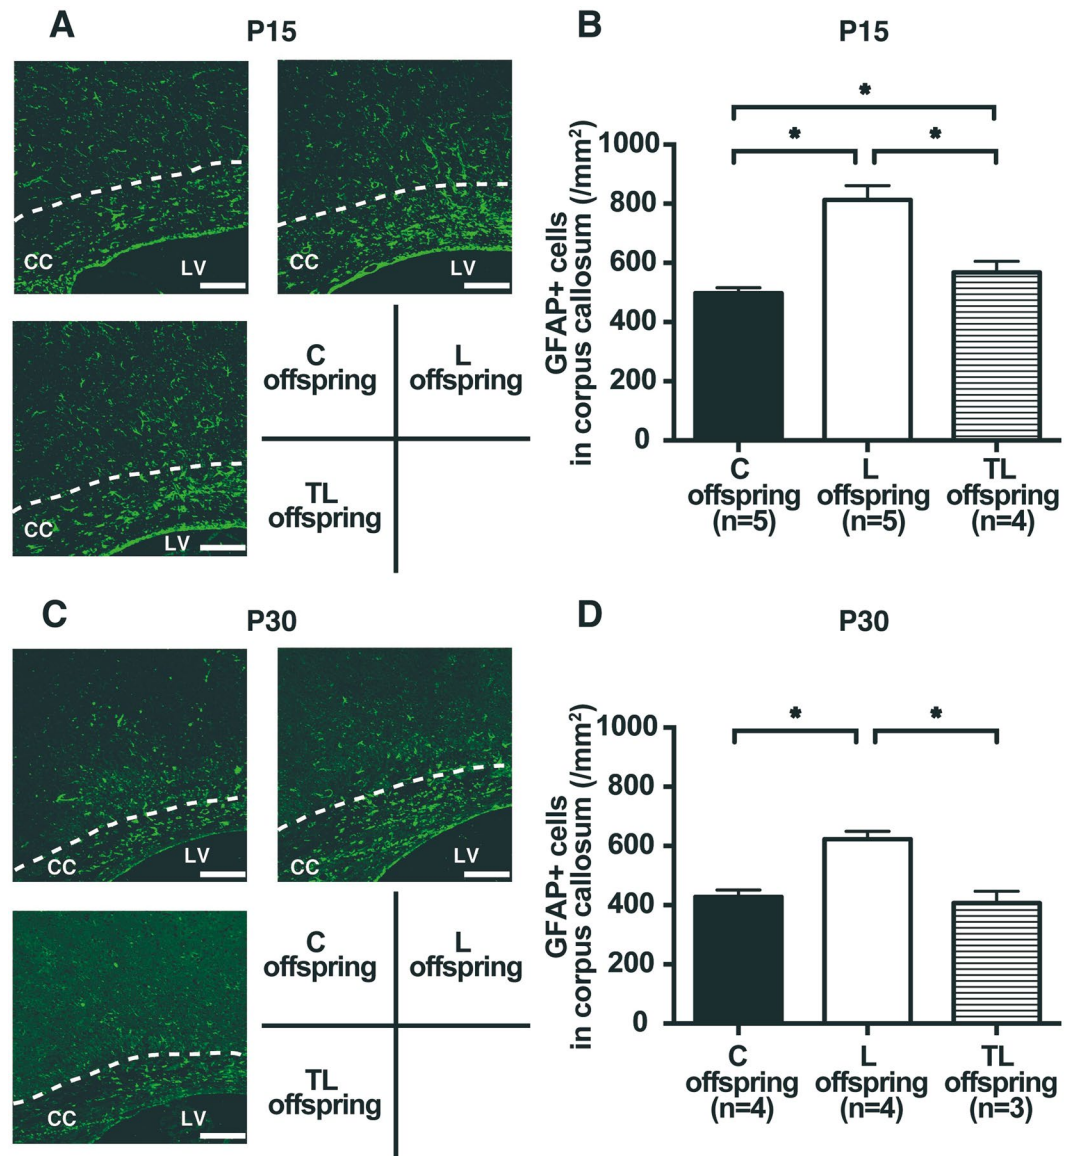 A
P15
CC
LV
CC
LV
CC
LV
C
offspring
L
offspring
TL
offspring
B
P15
GFAP+ cells
in corpus callosum (/mm²)
1000
800
600
400
200
0
*
*
*
C
offspring
(n=5)
L
offspring
(n=5)
TL
offspring
(n=4)
C
P30
CC
LV
CC
LV
CC
LV
C
offspring
L
offspring
TL
offspring
D
P30
GFAP+ cells
in corpus callosum (/mm²)
1000
800
600
400
200
0
*
*
C
offspring
(n=4)
L
offspring
(n=4)
TL
offspring
(n=3)